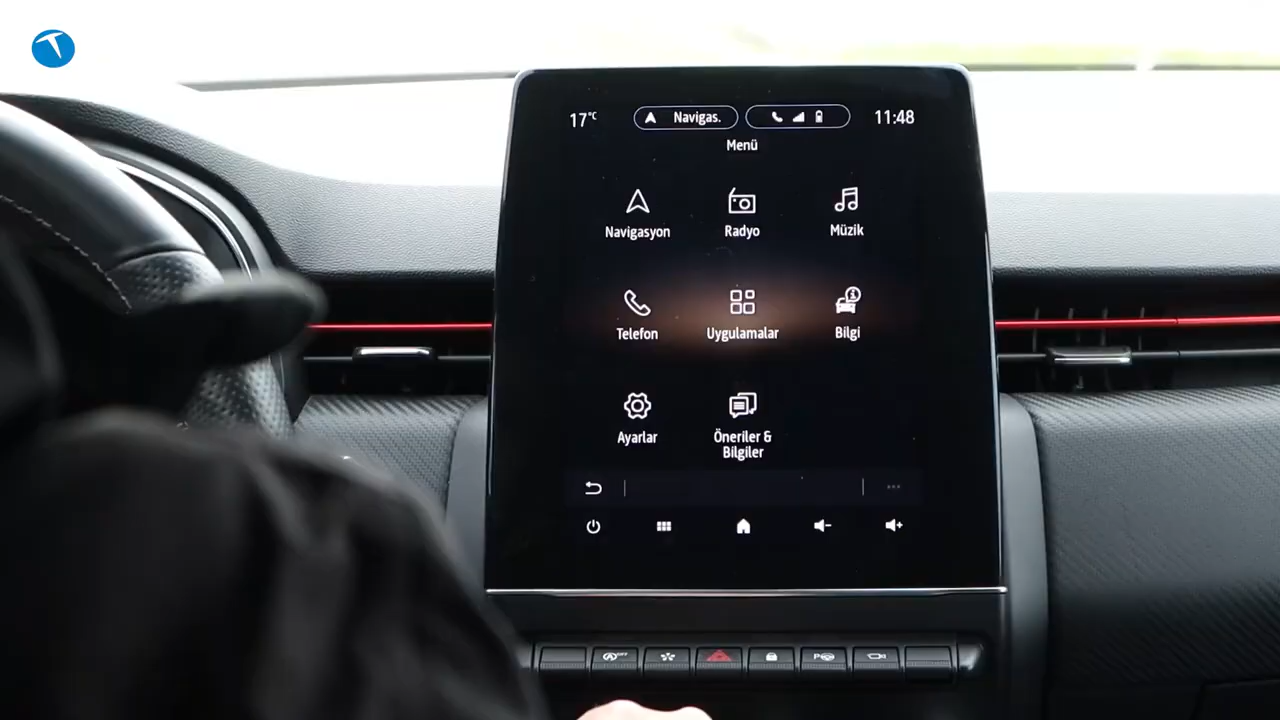 17°C
Navigas.
11:48
Menü
Navigasyon
Radyo
Müzik
Telefon
Uygulamalar
Bilgi
Ayarlar
Öneriler &
Bilgiler